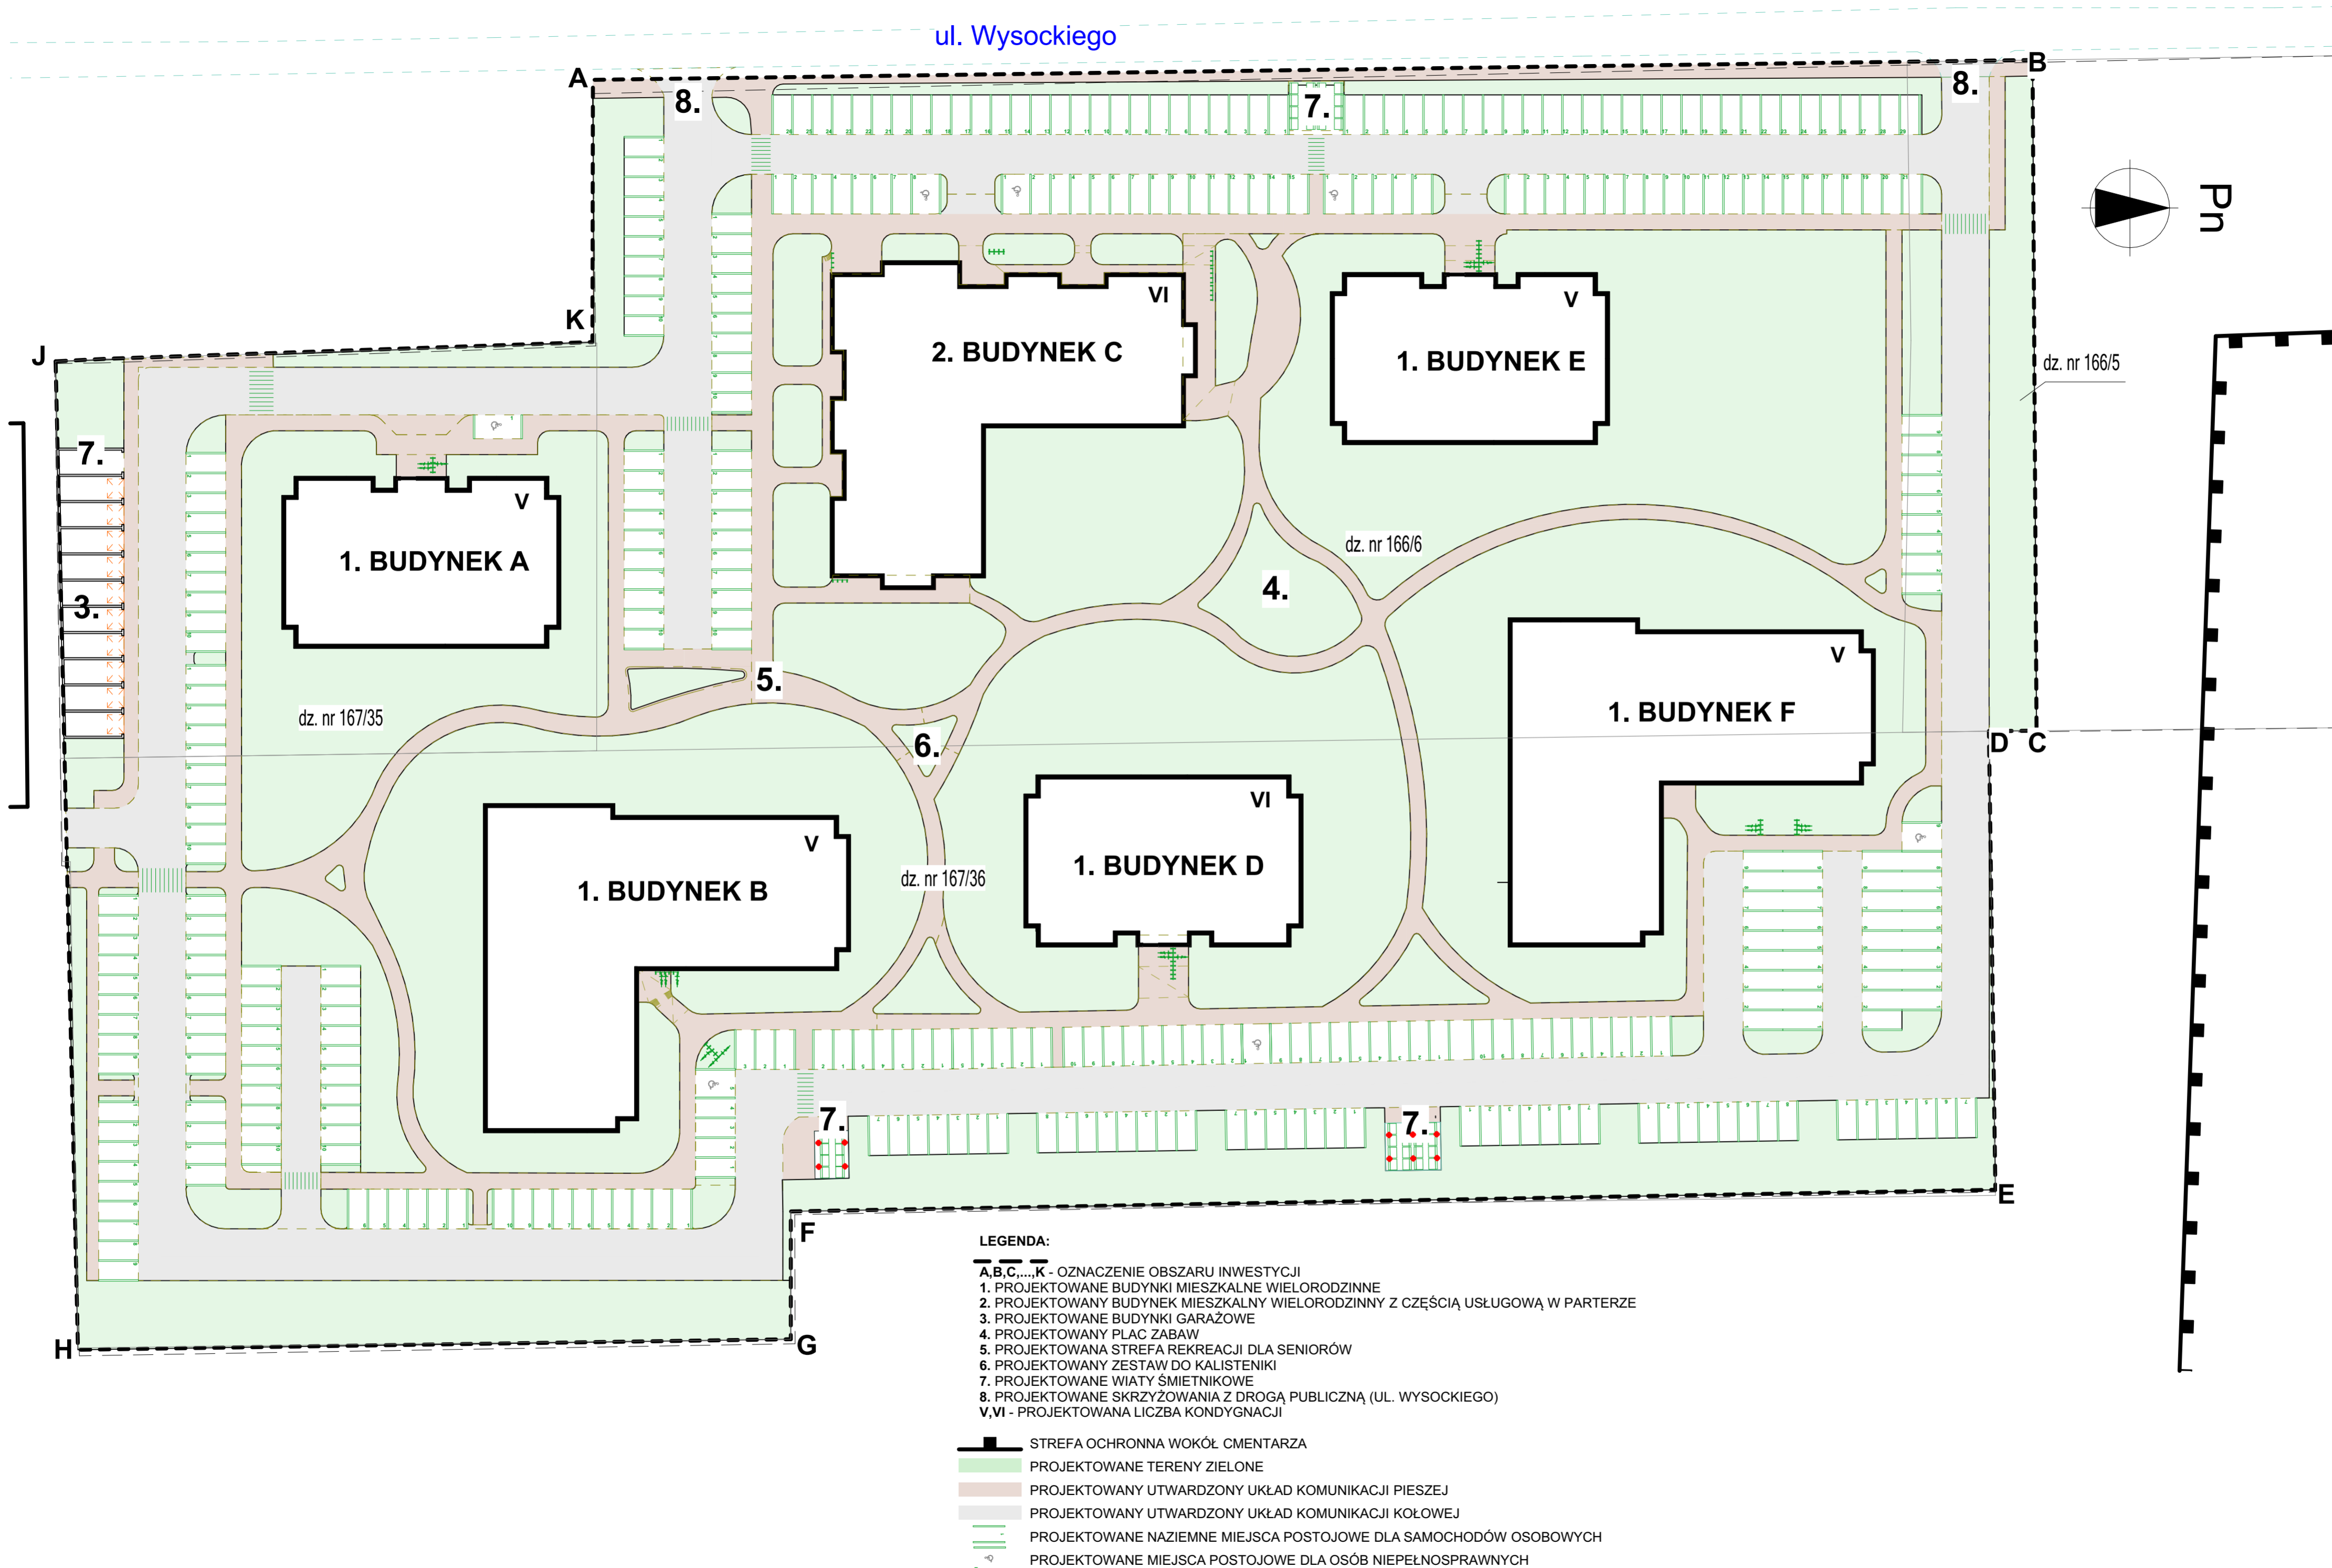 ul. Wysockiego
A
B
8.
7.
8.
Pn
K
J
VI
V
2. BUDYNEK C
1. BUDYNEK E
dz. nr 166/5
7.
V
1. BUDYNEK A
3.
dz. nr 166/6
4.
5.
V
1. BUDYNEK F
dz. nr 167/35
6.
D
C
VI
V
1. BUDYNEK D
1. BUDYNEK B
dz. nr 167/36
7.
7.
E
F
H
G
LEGENDA:
A,B,C,...,K - OZNACZENIE OBSZARU INWESTYCJI
1. PROJEKTOWANE BUDYNKI MIESZKALNE WIELORODZINNE
2. PROJEKTOWANY BUDYNEK MIESZKALNY WIELORODZINNY Z CZĘŚCIĄ USŁUGOWĄ W PARTERZE
3. PROJEKTOWANE BUDYNKI GARAŻOWE
4. PROJEKTOWANY PLAC ZABAW
5. PROJEKTOWANA STREFA REKREACJI DLA SENIORÓW
6. PROJEKTOWANY ZESTAW DO KALISTENIKI
7. PROJEKTOWANE WIATY ŚMIETNIKOWE
8. PROJEKTOWANE SKRZYŻOWANIA Z DROGĄ PUBLICZNĄ (UL. WYSOCKIEGO)
V,VI - PROJEKTOWANA LICZBA KONDYGNACJI
STREFA OCHRONNA WOKÓŁ CMENTARZA
PROJEKTOWANE TERENY ZIELONE
PROJEKTOWANY UTWARDZONY UKŁAD KOMUNIKACJI PIESZEJ
PROJEKTOWANY UTWARDZONY UKŁAD KOMUNIKACJI KOŁOWEJ
PROJEKTOWANE NAZIEMNE MIEJSCA POSTOJOWE DLA SAMOCHODÓW OSOBOWYCH
PROJEKTOWANE MIEJSCA POSTOJOWE DLA OSÓB NIEPEŁNOSPRAWNYCH